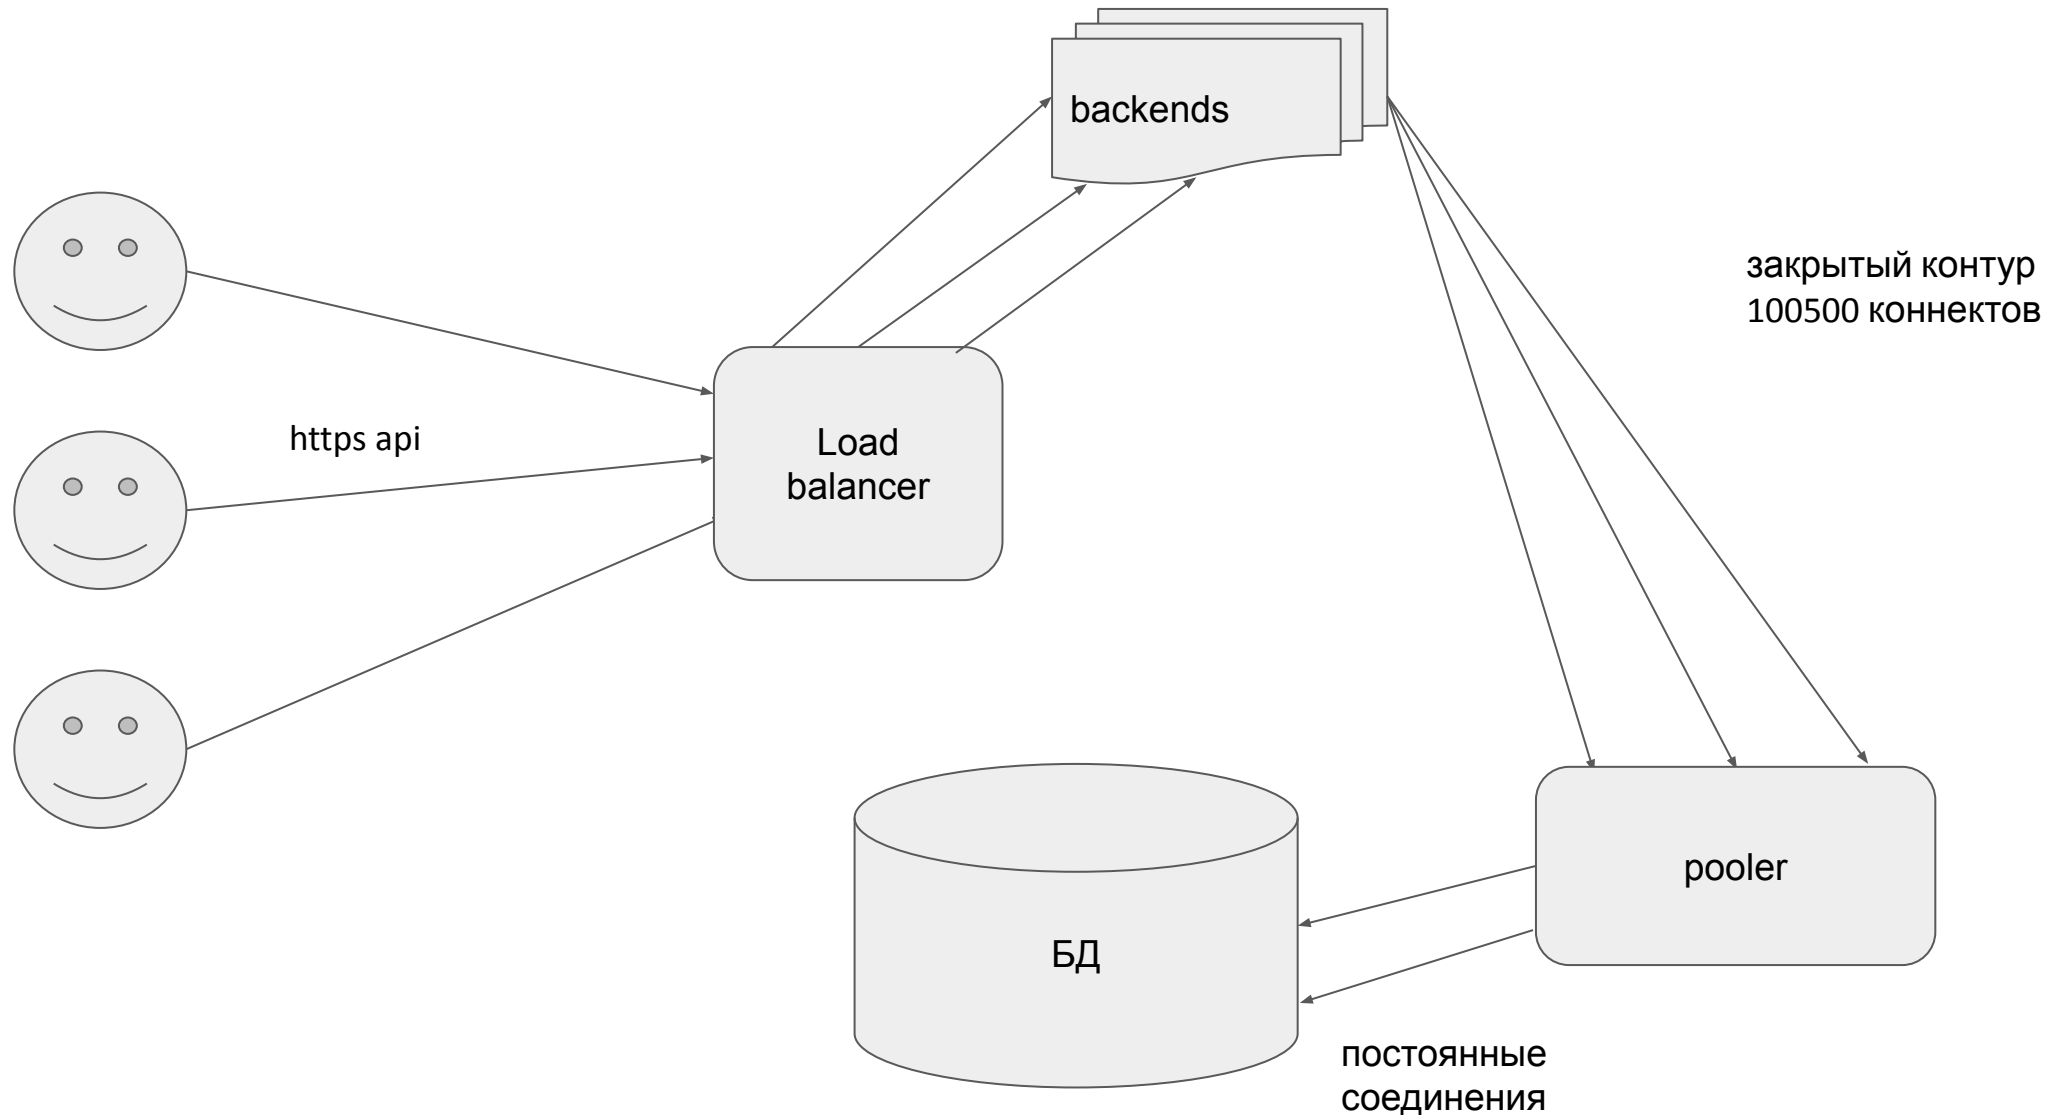 backends
закрытый контур
100500 коннектов
https api
Load
balancer
pooler
БД
постоянные
соединения